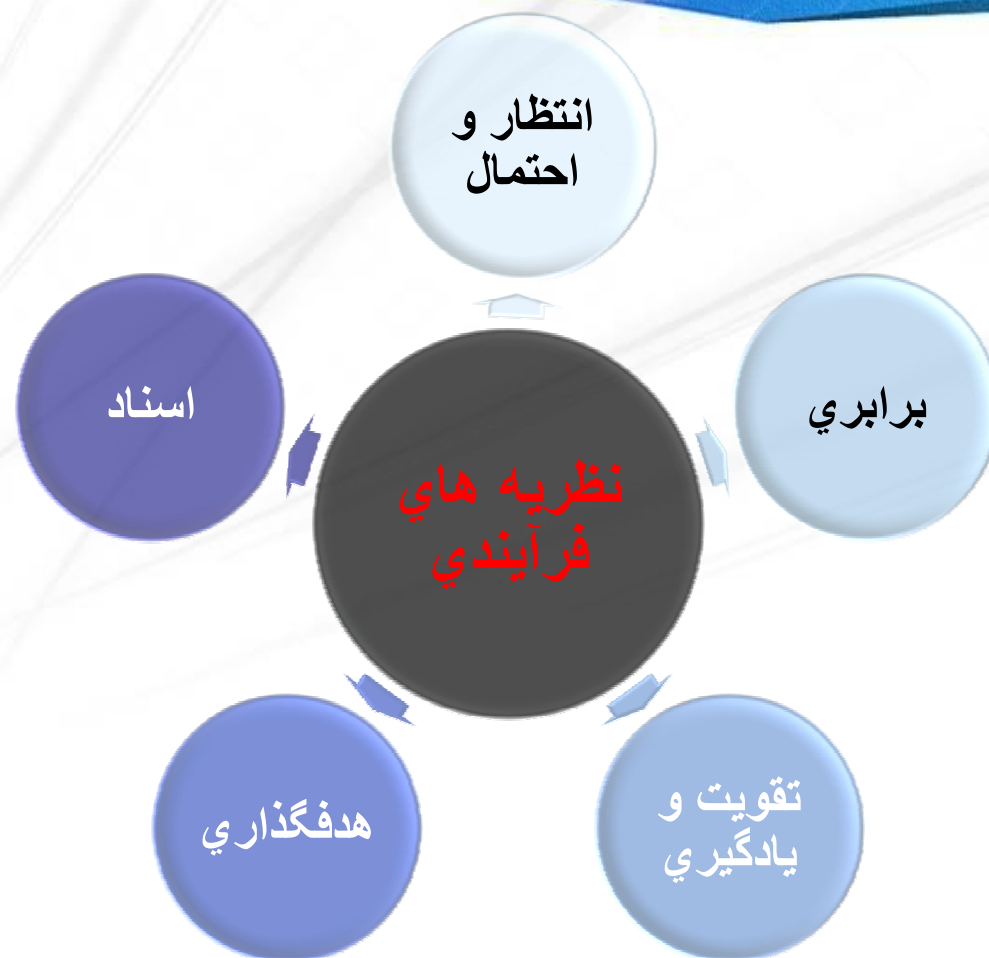 انتظار و
احتمال
برابري
تقويت و
يادگيري
هدفگذاري
اسناد
نظريه هاي
فرآيندي